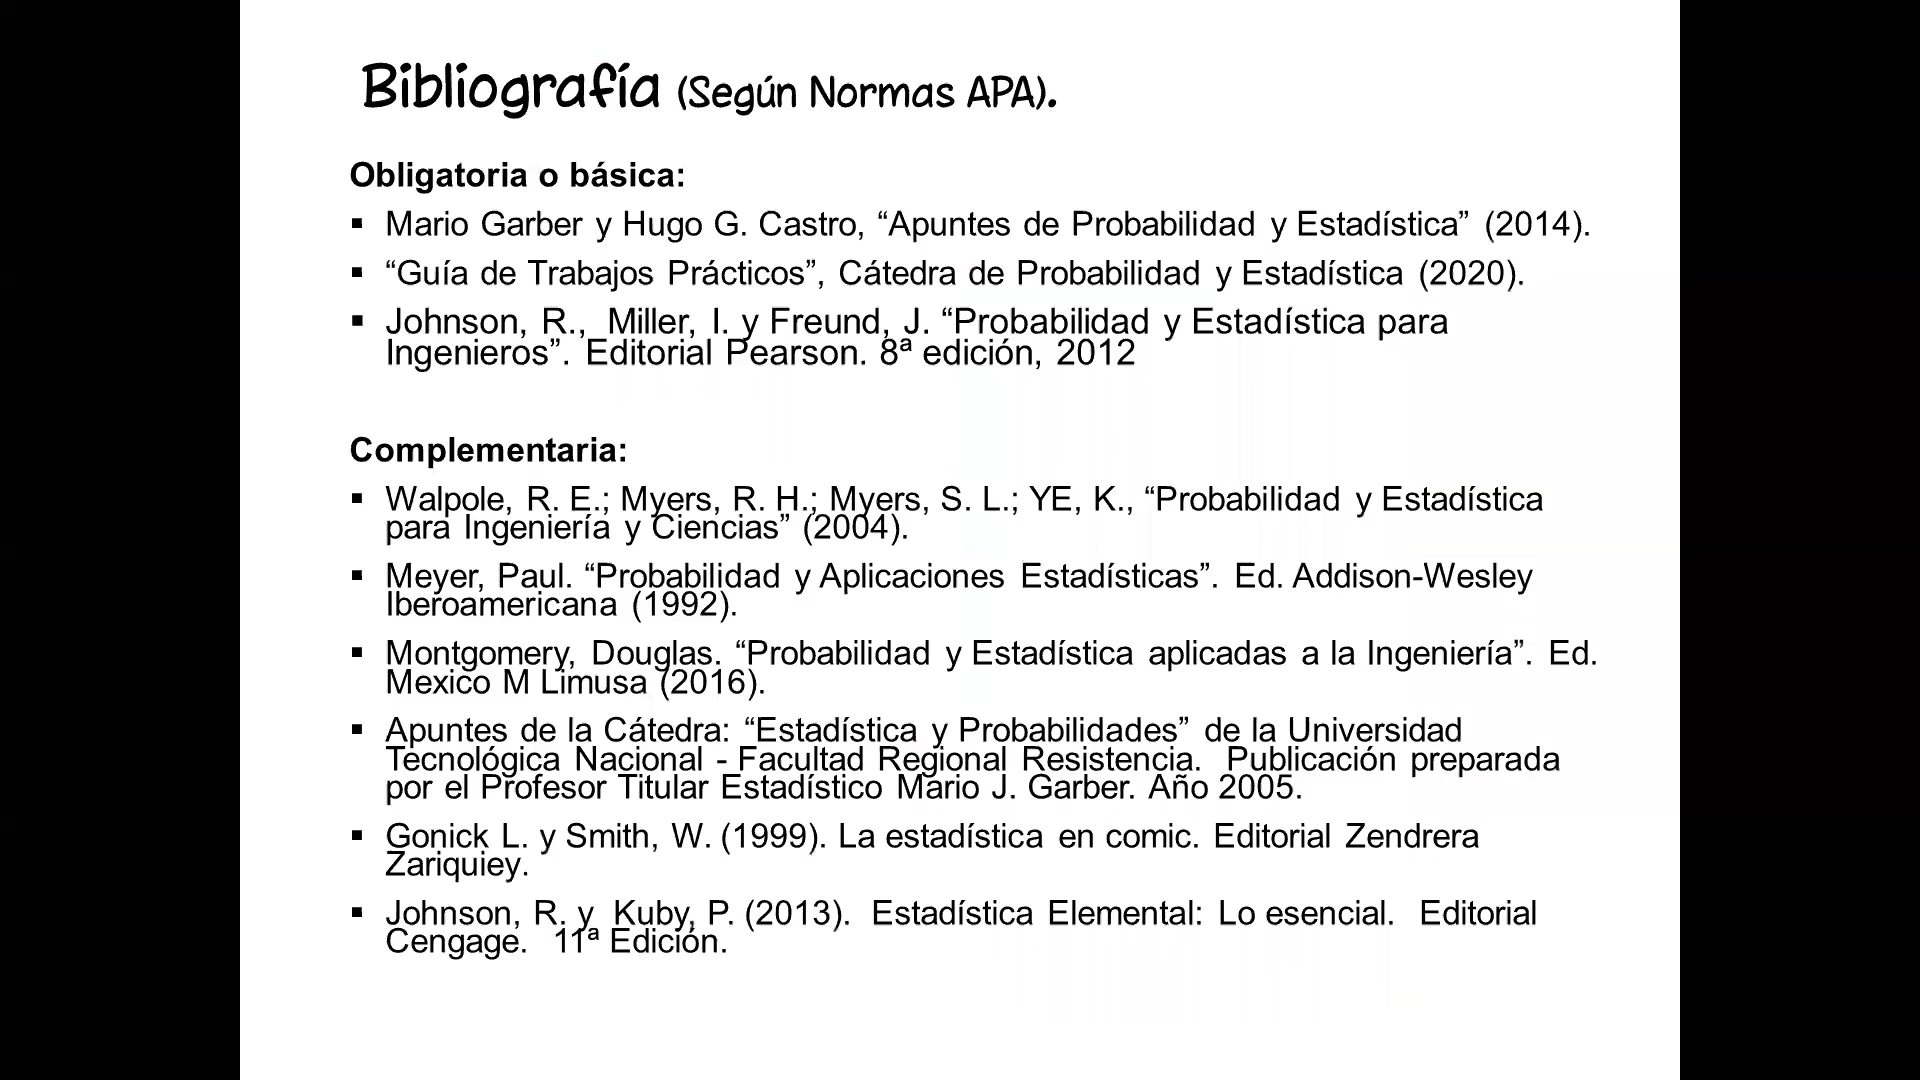 Bibliografía (Según Normas APA).
Obligatoria o básica:
▪ Mario Garber y Hugo G. Castro, “Apuntes de Probabilidad y Estadística” (2014).
▪ “Guía de Trabajos Prácticos”, Cátedra de Probabilidad y Estadística (2020).
▪ Johnson, R., Miller, I. y Freund, J. “Probabilidad y Estadística para
Ingenieros”. Editorial Pearson. 8ª edición, 2012
Complementaria:
▪ Walpole, R. E.; Myers, R. H.; Myers, S. L.; YE, K., “Probabilidad y Estadística
para Ingeniería y Ciencias” (2004).
▪ Meyer, Paul. “Probabilidad y Aplicaciones Estadísticas”. Ed. Addison-Wesley
Iberoamericana (1992).
▪ Montgomery, Douglas. “Probabilidad y Estadística aplicadas a la Ingeniería”. Ed.
Mexico M Limusa (2016).
▪ Apuntes de la Cátedra: “Estadística y Probabilidades” de la Universidad
Tecnológica Nacional - Facultad Regional Resistencia. Publicación preparada
por el Profesor Titular Estadístico Mario J. Garber. Año 2005.
▪ Gonick L. y Smith, W. (1999). La estadística en comic. Editorial Zendrera
Zariquiey.
▪ Johnson, R. y Kuby, P. (2013). Estadística Elemental: Lo esencial. Editorial
Cengage. 11ª Edición.